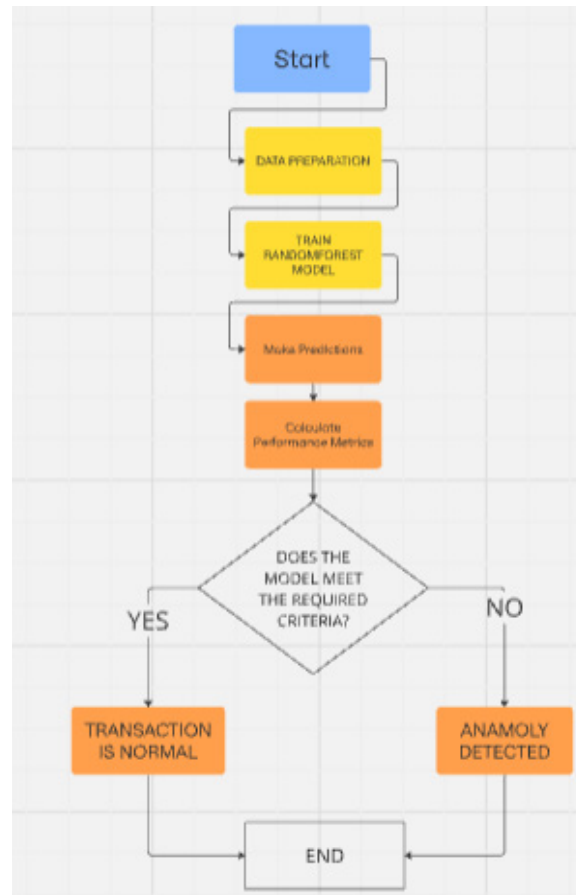 Start
DATA PREPARATION
TRAIN
RANDOMFOREST
MODEL
Make Predictions
Calculate
Performance Metrics
DOES THE
MODEL MEET
THE REQUIRED
CRITERIA?
YES
NO
TRANSACTION
IS NORMAL
ANAMOLY
DETECTED
END